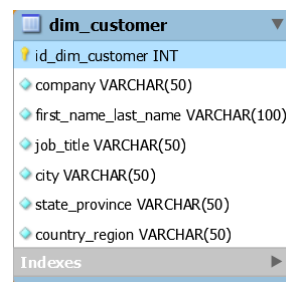 dim_customer
id_dim_customer INT
company VARCHAR(50)
first_name_last_name VARCHAR(100)
job_title VARCHAR(50)
city VARCHAR(50)
state_province VARCHAR(50)
country_region VARCHAR(50)
Indexes